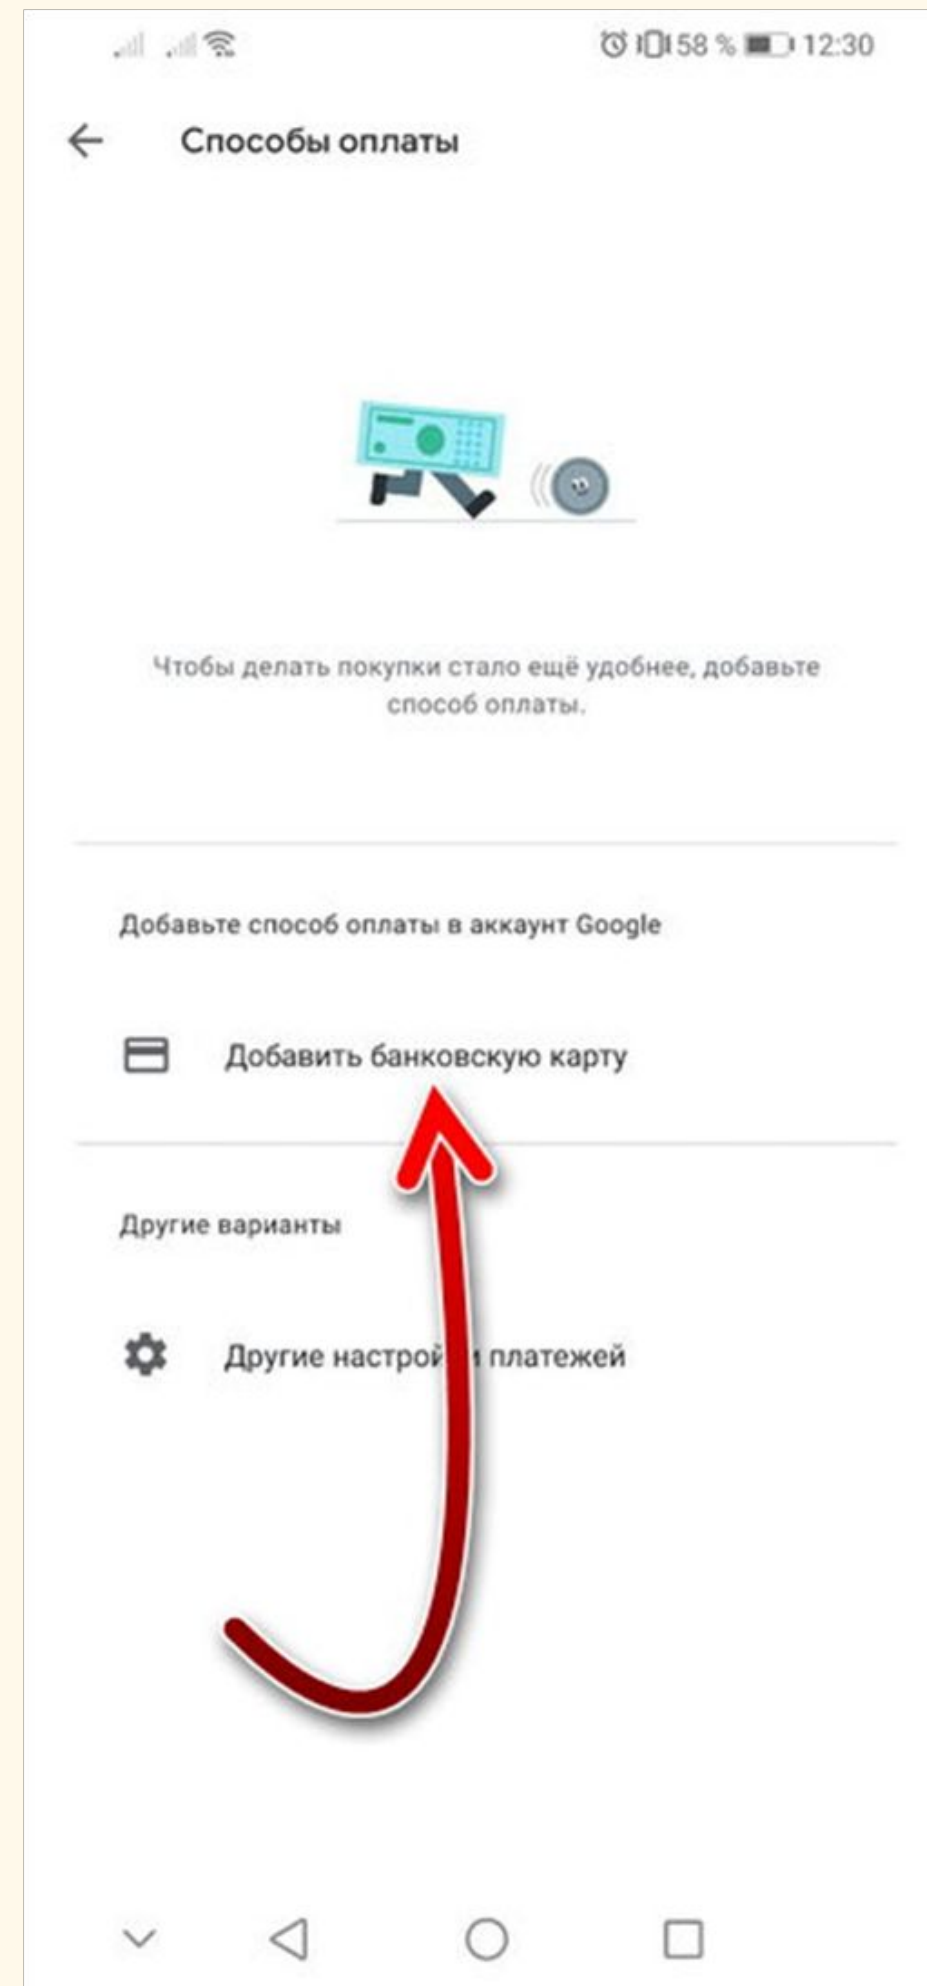 58 % 12:30
Способы оплаты
Чтобы делать покупки стало ещё удобнее, добавьте
способ оплаты.
Добавьте способ оплаты в аккаунт Google
Добавить банковскую карту
Другие варианты
Другие платежей